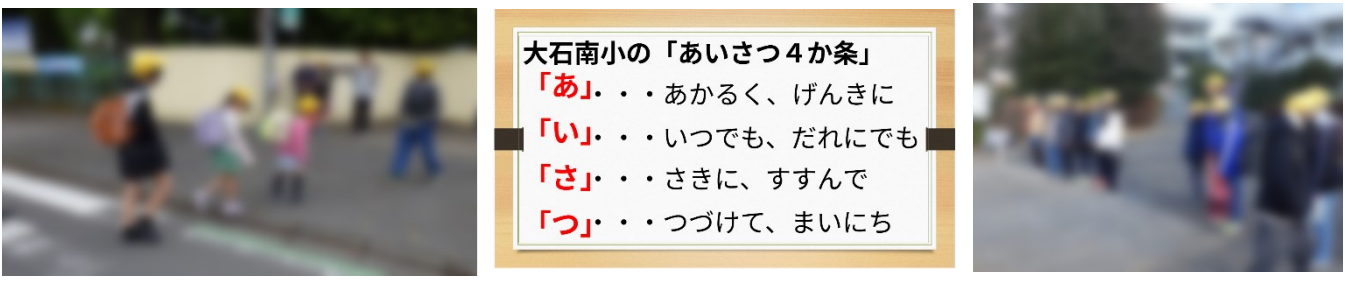 大石南小の「あいさつ４か条」
「あ」・・・あかるく、げんきに
「い」・・・いつでも、だれにでも
「さ」・・・さきに、すすんで
「つ」・・・つづけて、まいにち